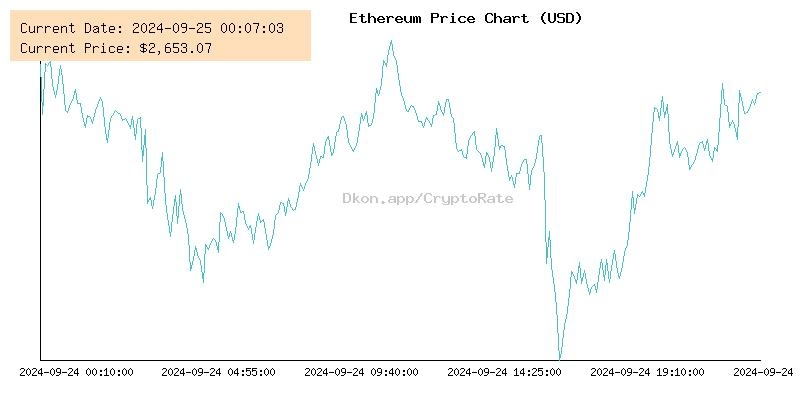 Ethereum Price Chart (USD)
Current Date: 2024-09-25 00:07:03
Current Price: $2,653.07
Dkon.app/CryptoRate
2024-09-24 00:10:00 2024-09-24 04:55:00 2024-09-24 09:40:00 2024-09-24 14:25:00 2024-09-24 19:10:00 2024-09-24